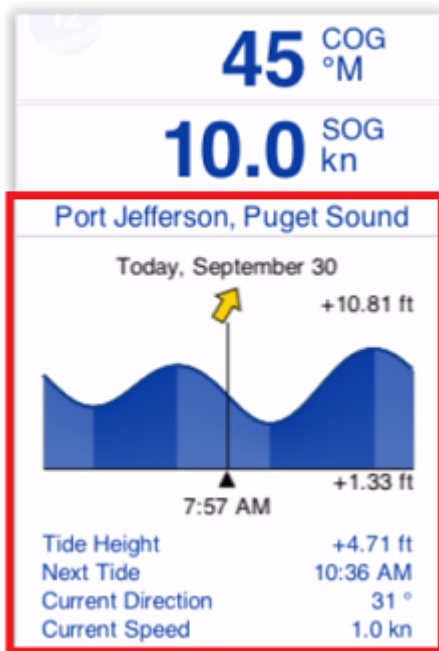 45 COG °M
10.0 SOG kn
Port Jefferson, Puget Sound
Today, September 30
+10.81 ft
+1.33 ft
7:57 AM
Tide Height +4.71 ft
Next Tide 10:36 AM
Current Direction 31 °
Current Speed 1.0 kn